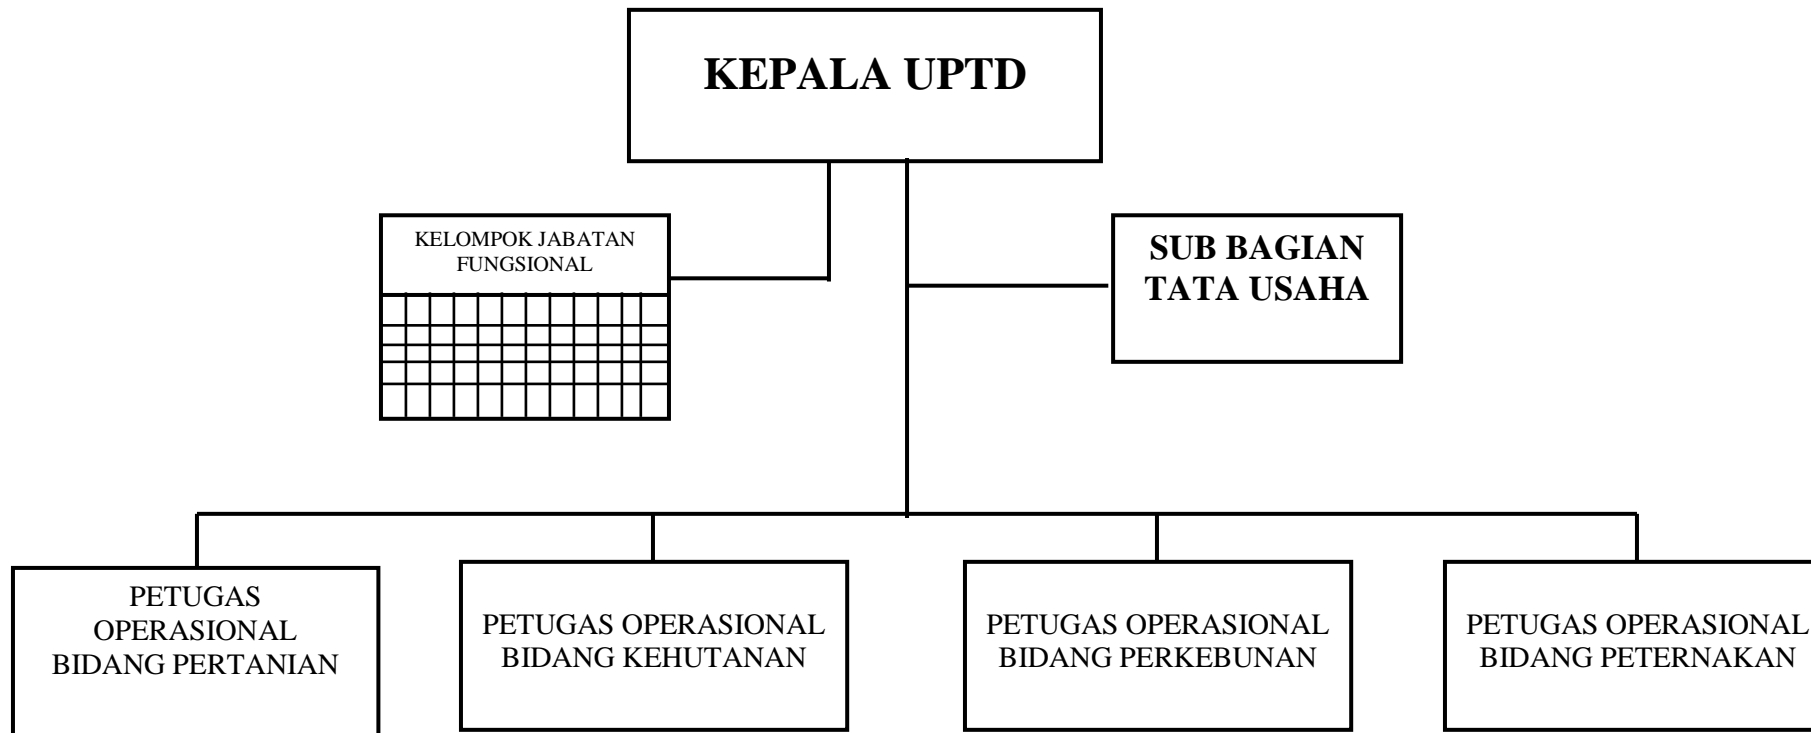 KEPALA UPTD
KELOMPOK JABATAN
FUNGSIONAL
SUB BAGIAN
TATA USAHA
PETUGAS
OPERASIONAL
BIDANG PERTANIAN
PETUGAS OPERASIONAL
BIDANG KEHUTANAN
PETUGAS OPERASIONAL
BIDANG PERKEBUNAN
PETUGAS OPERASIONAL
BIDANG PETERNAKAN